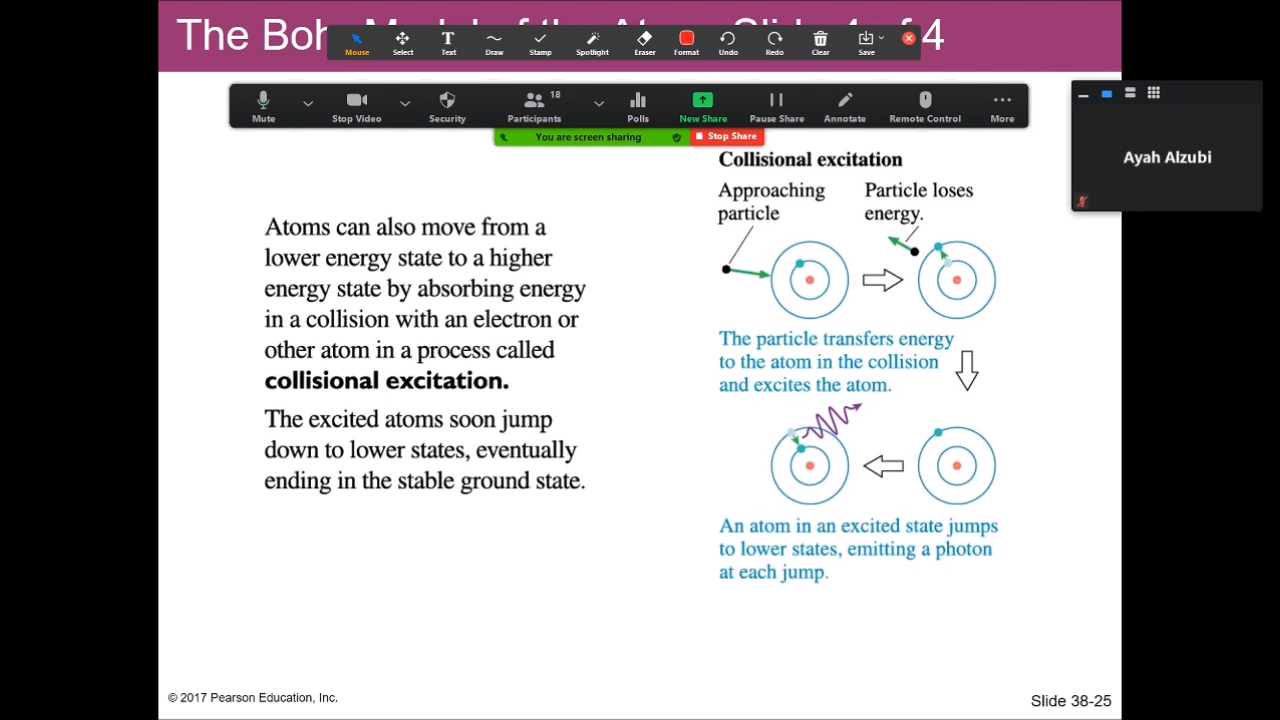 The Boh
4
Mouse
Select
Text
Draw
Stamp
Spotlight
Eraser
Format
Undo
Redo
Clear
Save
Mute
Stop Video
Security
Participants
18
Polls
New Share
Pause Share
Annotate
Remote Control
More
You are screen sharing
Stop Share
Ayah Alzubi
Atoms can also move from a
lower energy state to a higher
energy state by absorbing energy
in a collision with an electron or
other atom in a process called
collisional excitation.
The excited atoms soon jump
down to lower states, eventually
ending in the stable ground state.
Collisional excitation
Approaching
particle
Particle loses
energy.
The particle transfers energy
to the atom in the collision
and excites the atom.
An atom in an excited state jumps
to lower states, emitting a photon
at each jump.
© 2017 Pearson Education, Inc.
Slide 38-25